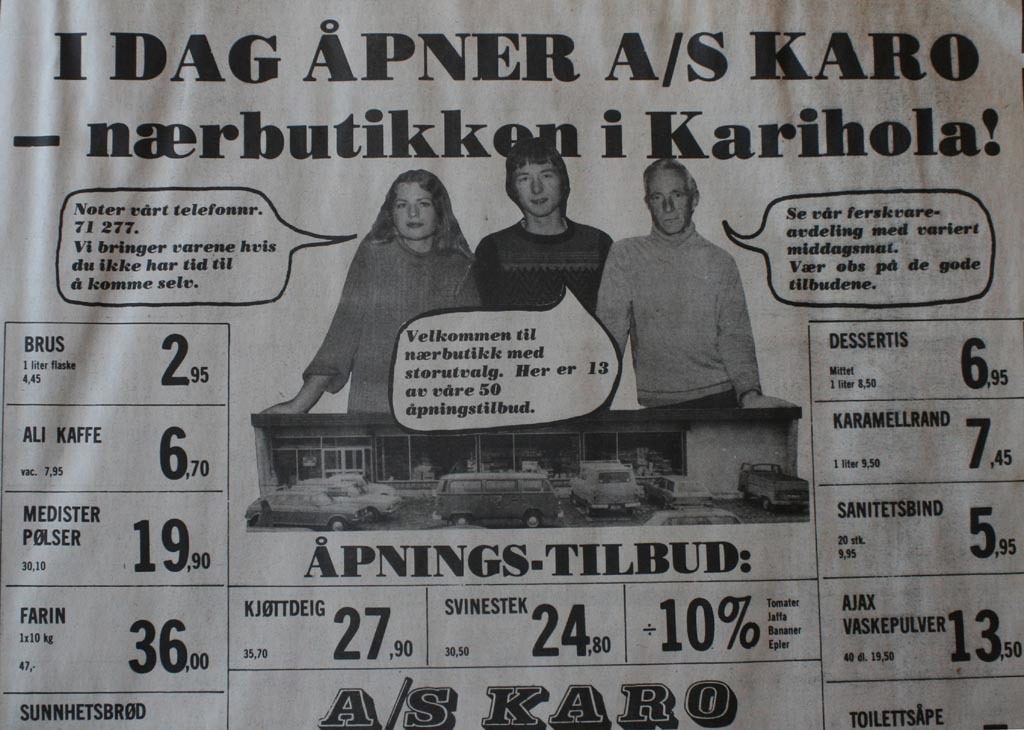 I DAG ÅPNER A/S KARO
– nærbutikken i Karihola!
Noter vårt telefonnr.
71 277.
Vi bringer varene hvis
du ikke har tid til
å komme selv.
Velkommen til
nærbutikk med
storutvalg. Her er 13
av våre 50
åpningstilbud.
Se vår ferskvare-
avdeling med variert
middagsmat.
Vær obs på de gode
tilbudene.
BRUS
1 liter flaske
4,45
2,95
ALI KAFFE
vac. 7,95
6,70
MEDISTER
PØLSER
30,10
19,90
FARIN
1x10 kg
47,-
36,00
SUNNHETSBRØD
ÅPNINGS-TILBUD:
KJØTTDEIG
35,70
27,90
SVINESTEK
30,50
24,80
÷10%
Tomater
Jaffa
Bananer
Epler
A/S KARO
DESSERTIS
Mittet
1 liter 8,50
6,95
KARAMELLRAND
1 liter 9,50
7,45
SANITETSBIND
20 stk.
9,95
5,95
AJAX
VASKEPULVER
40 dl. 19,50
13,50
TOILETTSÅPE